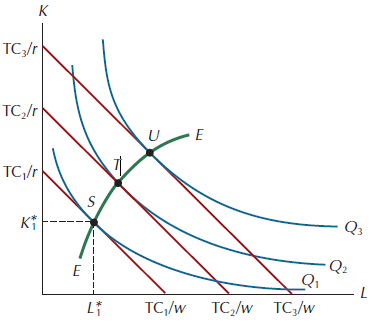 K
TC₃/r
TC₂/r
TC₁/r
K₁*
U
E
T
S
E
Q₃
Q₂
Q₁
L
L₁*
TC₁/w
TC₂/w
TC₃/w